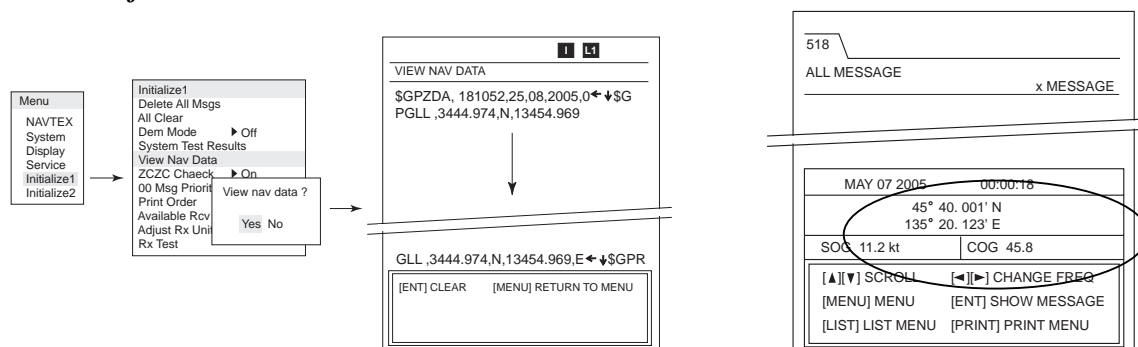 Menu
NAVTEX
System
Display
Service
Initialize1
Initialize2
Initialize1
Delete All Msgs
All Clear
Dem Mode ▶ Off
System Test Results
View Nav Data
ZCZC Chaeck ▶ On
00 Msg Priorit
Print Order
Available Rcv
Adjust Rx Unit
Rx Test
View nav data ?
Yes No
I L1
VIEW NAV DATA
$GPZDA, 181052,25,08,2005,0←↓$G
PGLL ,3444.974,N,13454.969
GLL ,3444.974,N,13454.969,E←↓$GPR
[ENT] CLEAR [MENU] RETURN TO MENU
518
ALL MESSAGE
x MESSAGE
MAY 07 2005 00:00:18
45° 40. 001' N
135° 20. 123' E
SOG 11.2 kt COG 45.8
[▲][▼] SCROLL [◄][►] CHANGE FREQ
[MENU] MENU [ENT] SHOW MESSAGE
[LIST] LIST MENU [PRINT] PRINT MENU